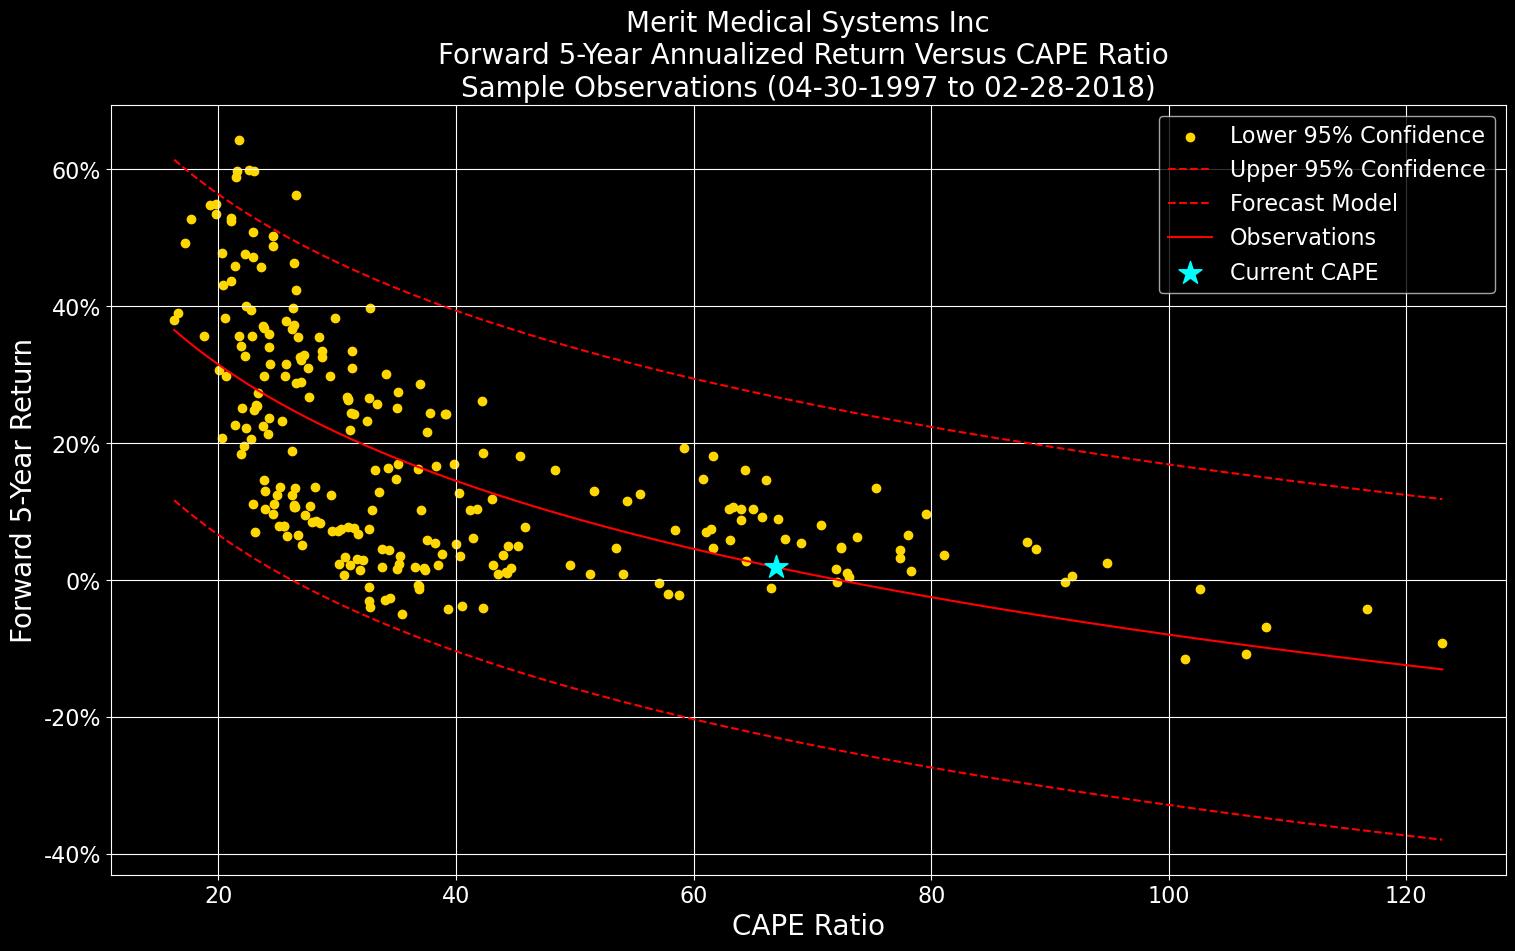 Merit Medical Systems Inc
Forward 5-Year Annualized Return Versus CAPE Ratio
Sample Observations (04-30-1997 to 02-28-2018)
Lower 95% Confidence
Upper 95% Confidence
Forecast Model
Observations
Current CAPE
Forward 5-Year Return
60%
40%
20%
0%
-20%
-40%
20
40
60
80
100
120
CAPE Ratio